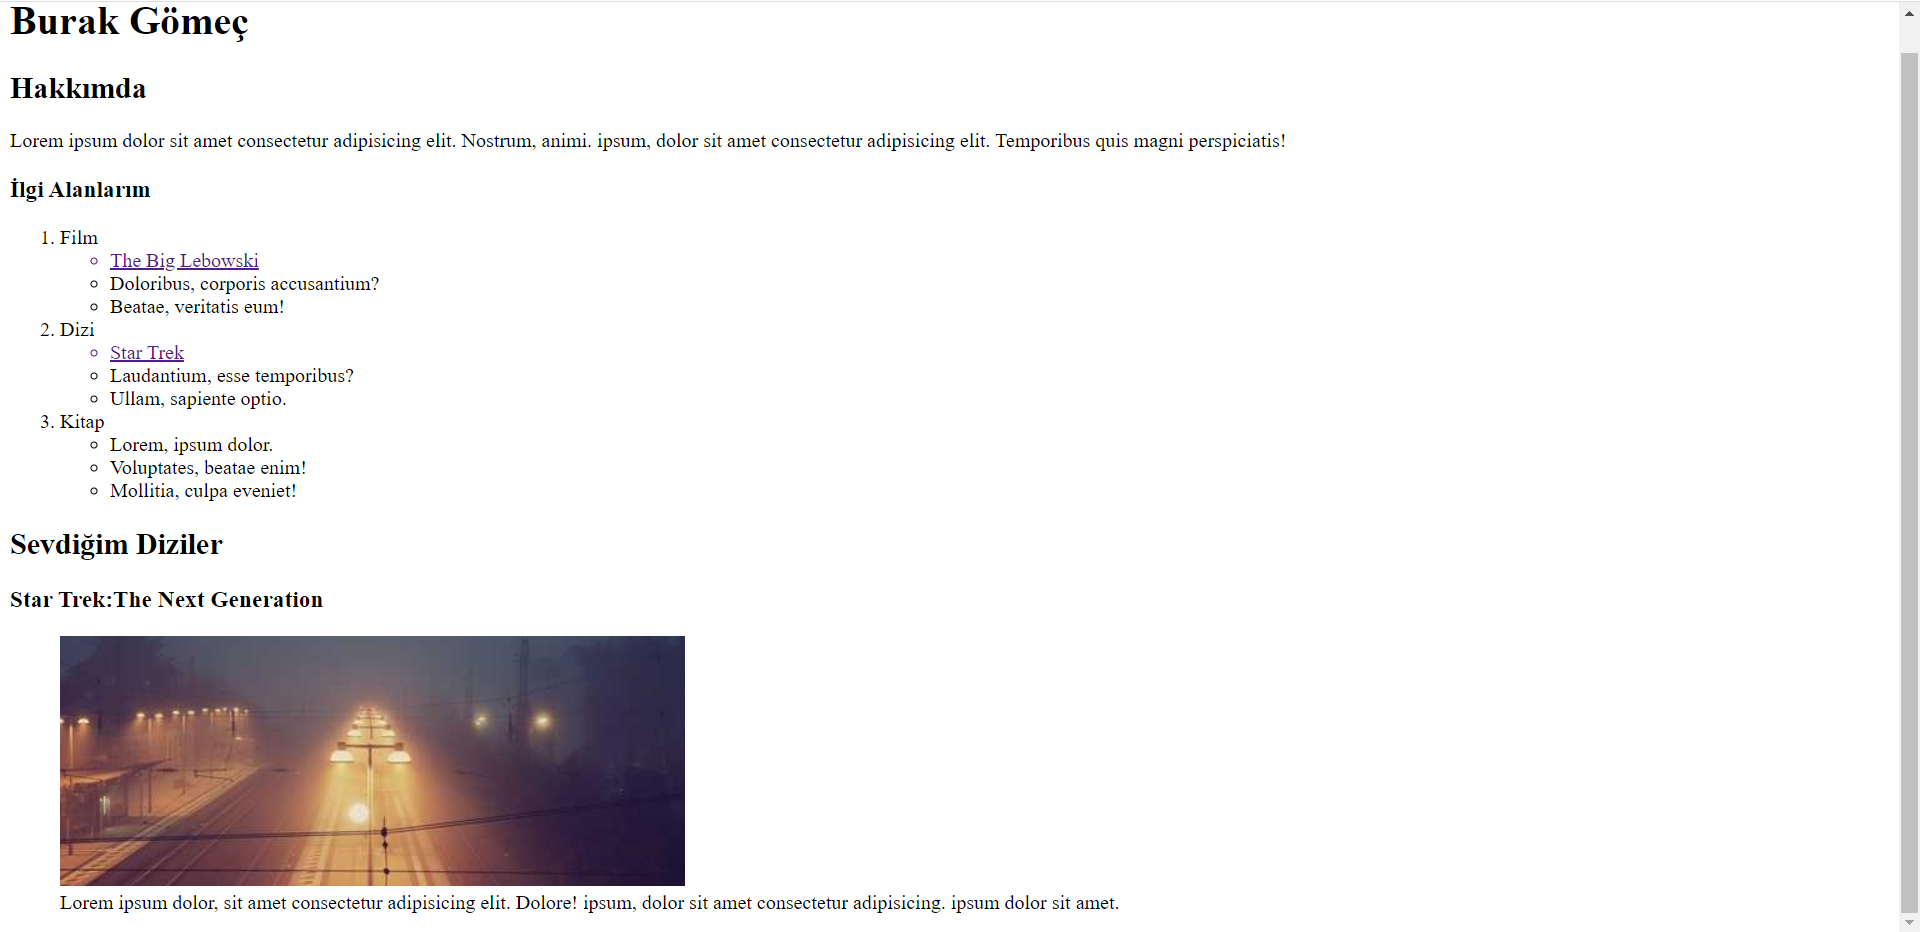 Burak Gömeç
Hakkımda
Lorem ipsum dolor sit amet consectetur adipisicing elit. Nostrum, animi. ipsum, dolor sit amet consectetur adipisicing elit. Temporibus quis magni perspiciatis!
İlgi Alanlarım
1. Film
The Big Lebowski
Doloribus, corporis accusantium?
Beatae, veritatis eum!
2. Dizi
Star Trek
Laudantium, esse temporibus?
Ullam, sapiente optio.
3. Kitap
Lorem, ipsum dolor.
Voluptates, beatae enim!
Mollitia, culpa eveniet!
Sevdiğim Diziler
Star Trek:The Next Generation
Lorem ipsum dolor, sit amet consectetur adipisicing elit. Dolore! ipsum, dolor sit amet consectetur adipisicing. ipsum dolor sit amet.